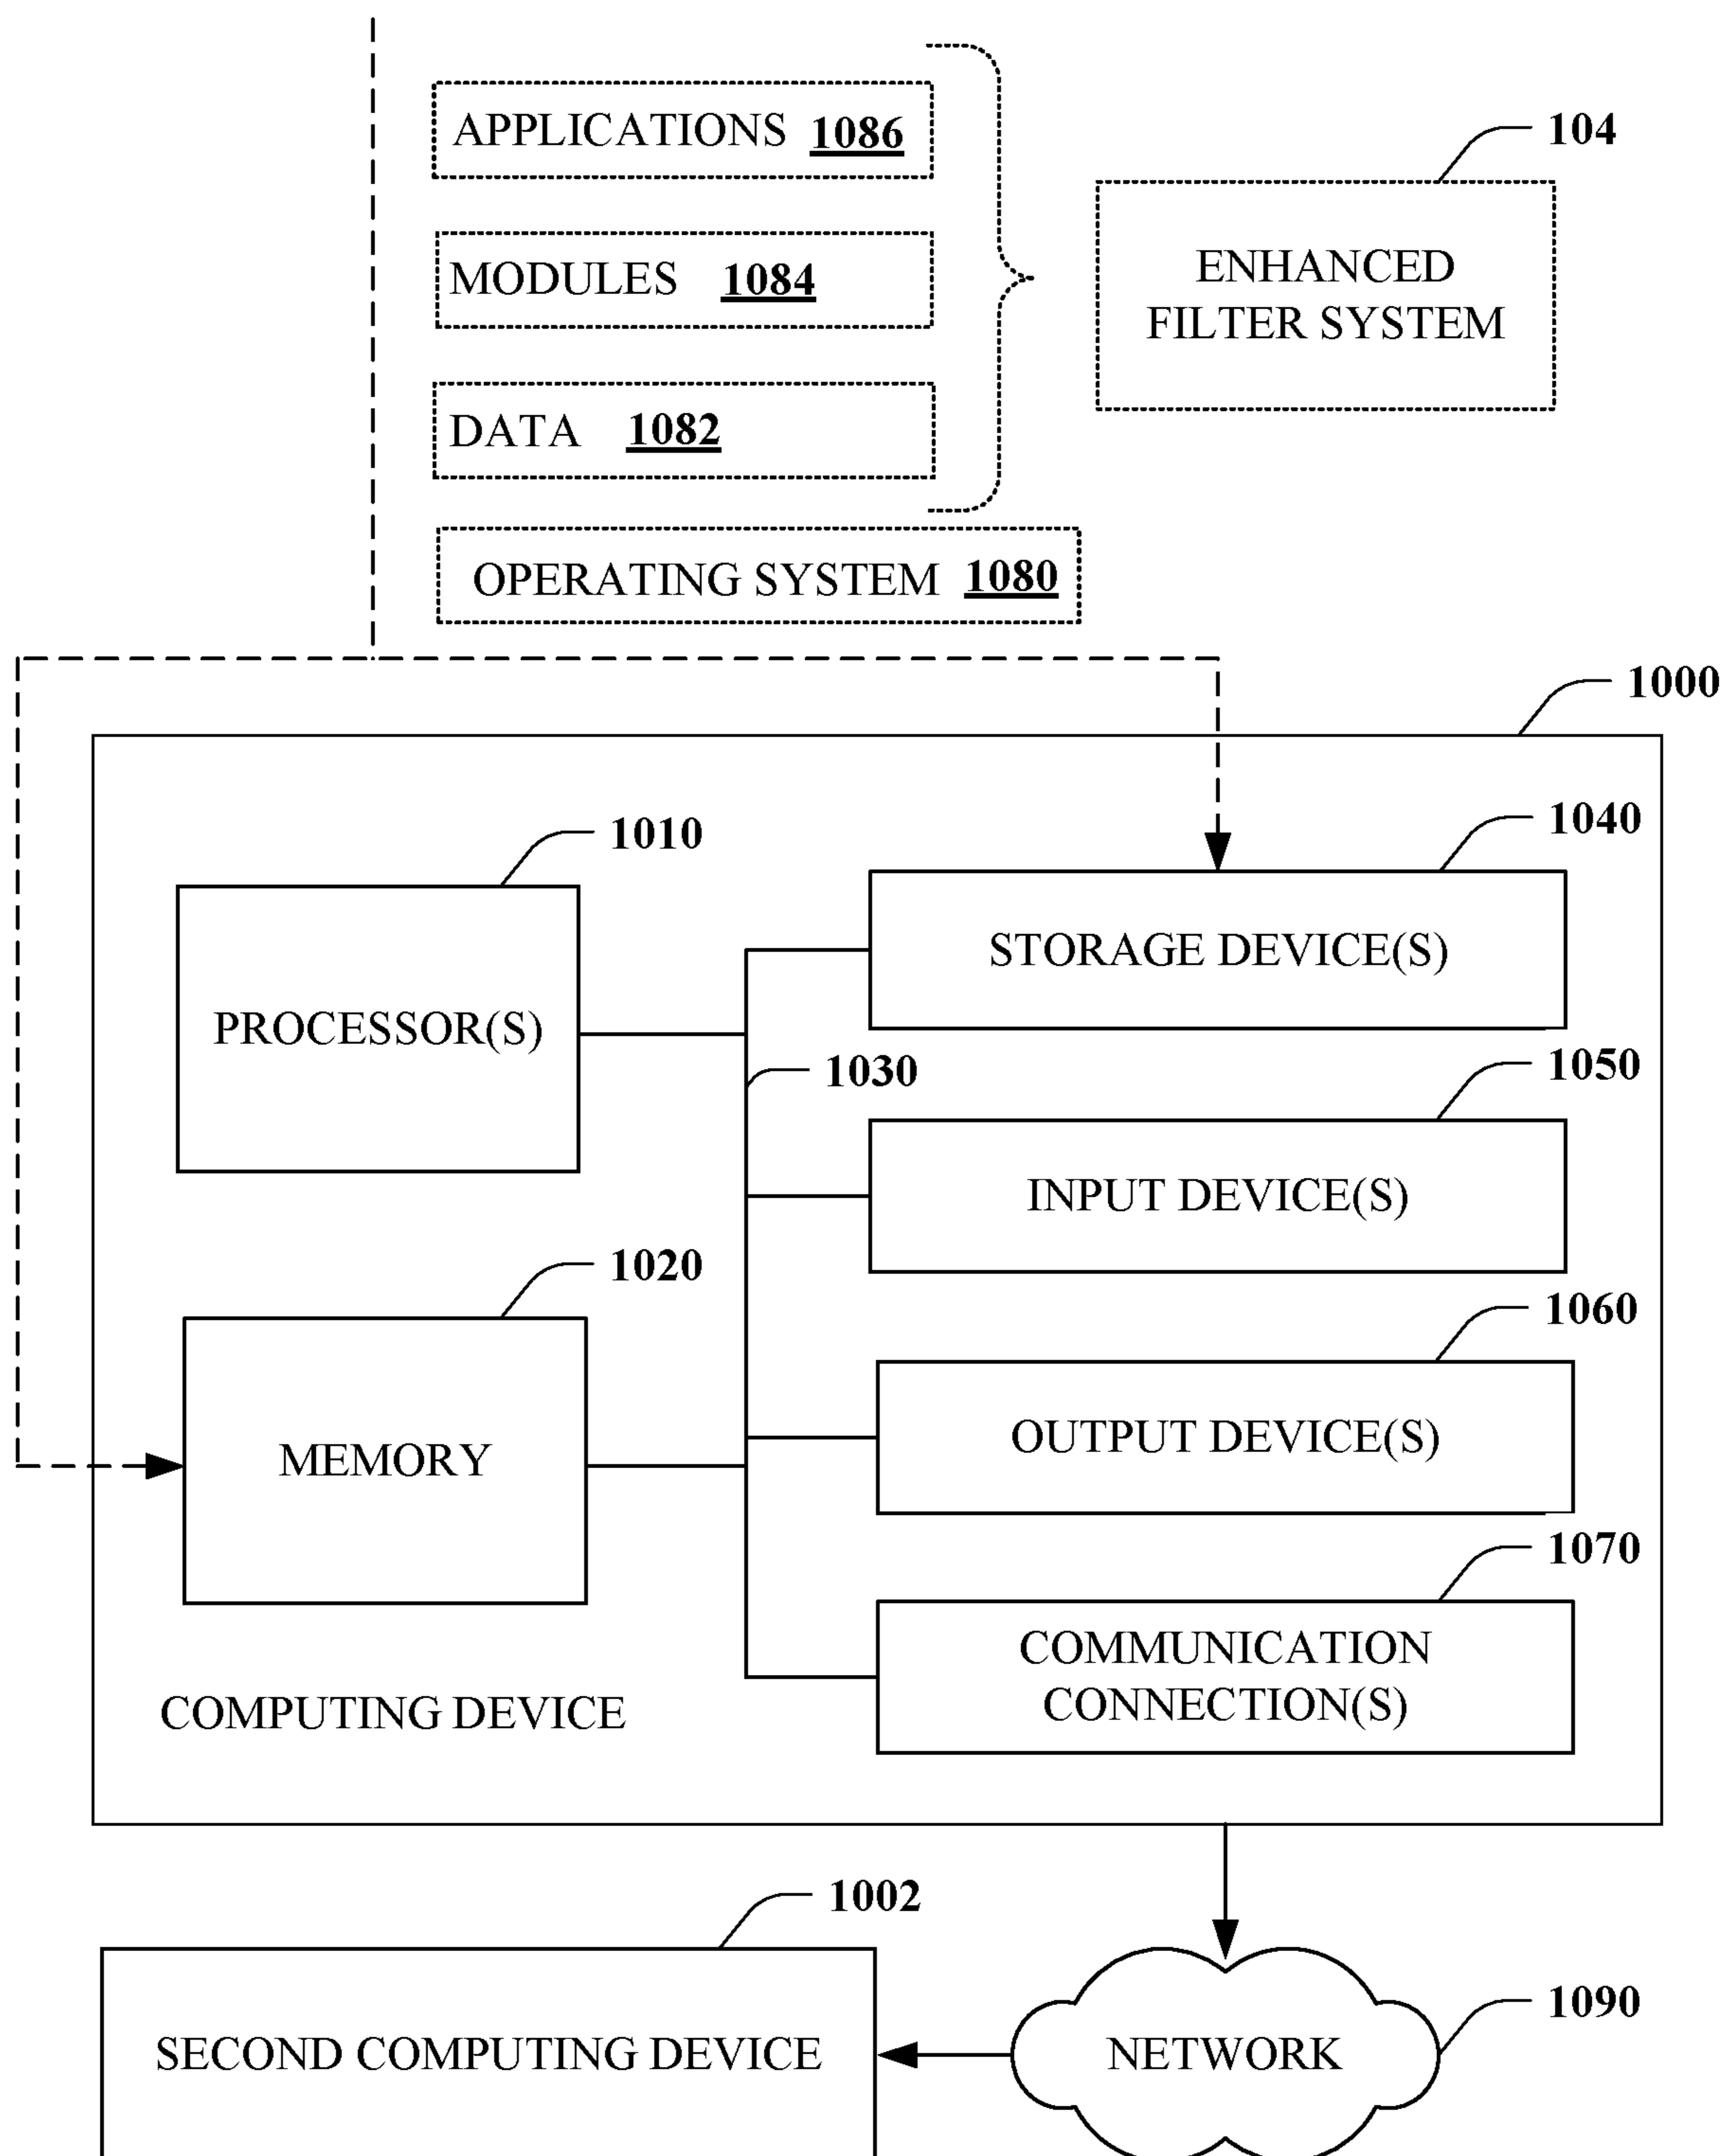 APPLICATIONS 1086
104
MODULES 1084
ENHANCED
FILTER SYSTEM
DATA 1082
OPERATING SYSTEM 1080
1000
1040
1010
STORAGE DEVICE(S)
PROCESSOR(S)
1030
1050
INPUT DEVICE(S)
1020
1060
OUTPUT DEVICE(S)
MEMORY
1070
COMMUNICATION
CONNECTION(S)
COMPUTING DEVICE
1002
1090
SECOND COMPUTING DEVICE
NETWORK